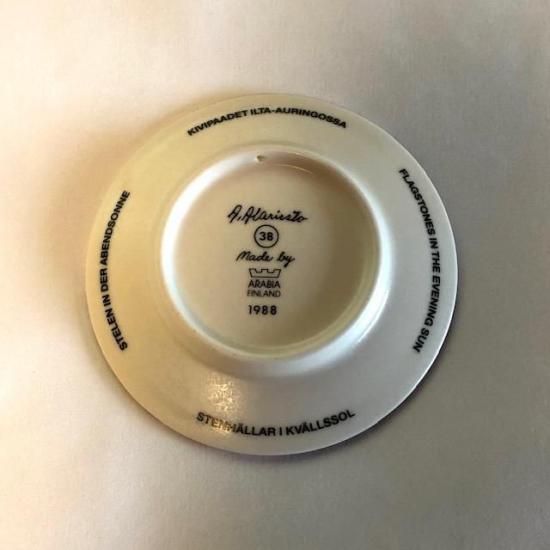 KIVIPAADET ILTA-AURINGOSSA
FLAGSTONES IN THE EVENING SUN
STENHÄLLAR I KVÄLLSSOL
STELEN IN DER ABENDSONNE
A. Alariesto
38
Made by
ARABIA
FINLAND
1988